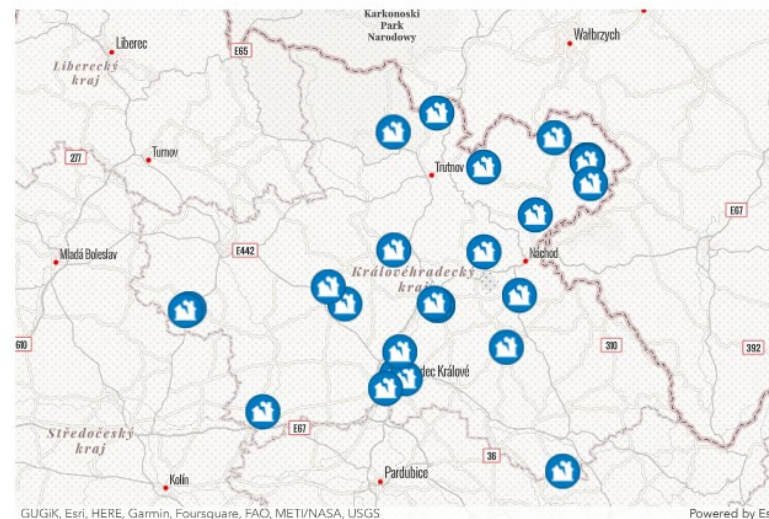 Karkonoski
Park
Narodowy
Wałbrzych
Liberec
E65
Liberecký
kraj
Turnov
277
Trutnov
E67
E442
Mladá Boleslav
Náchod
Královéhradecký
kraj
610
310
392
dec Králové
E67
Středočeský
kraj
36
Kolín
Pardubice
GUGiK, Esri, HERE, Garmin, Foursquare, FAO, METI/NASA, USGS
Powered by Es